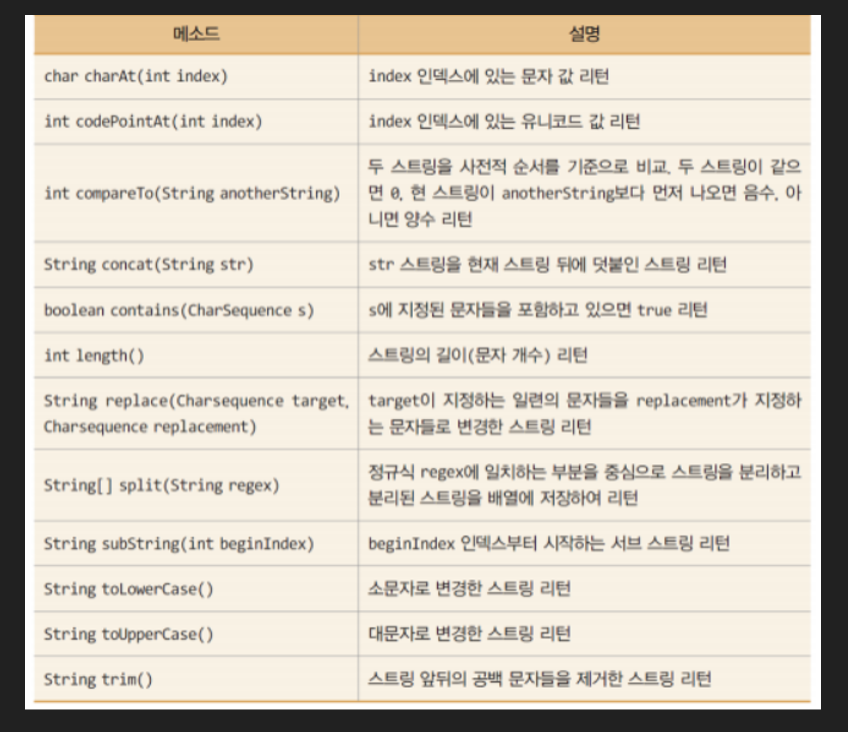 메소드 설명
char charAt(int index) index 인덱스에 있는 문자 값 리턴
int codePointAt(int index) index 인덱스에 있는 유니코드 값 리턴
int compareTo(String anotherString) 두 스트링을 사전적 순서를 기준으로 비교. 두 스트링이 같으
면 0, 현 스트링이 anotherString보다 먼저 나오면 음수, 아
니면 양수 리턴
String concat(String str) str 스트링을 현재 스트링 뒤에 덧붙인 스트링 리턴
boolean contains(CharSequence s) s에 지정된 문자들을 포함하고 있으면 true 리턴
int length() 스트링의 길이(문자 개수) 리턴
String replace(Charsequence target, target이 지정하는 일련의 문자들을 replacement가 지정하
Charsequence replacement) 는 문자들로 변경한 스트링 리턴
String[] split(String regex) 정규식 regex에 일치하는 부분을 중심으로 스트링을 분리하고
분리된 스트링을 배열에 저장하여 리턴
String subString(int beginIndex) beginIndex 인덱스부터 시작하는 서브 스트링 리턴
String toLowerCase() 소문자로 변경한 스트링 리턴
String toUpperCase() 대문자로 변경한 스트링 리턴
String trim() 스트링 앞뒤의 공백 문자들을 제거한 스트링 리턴